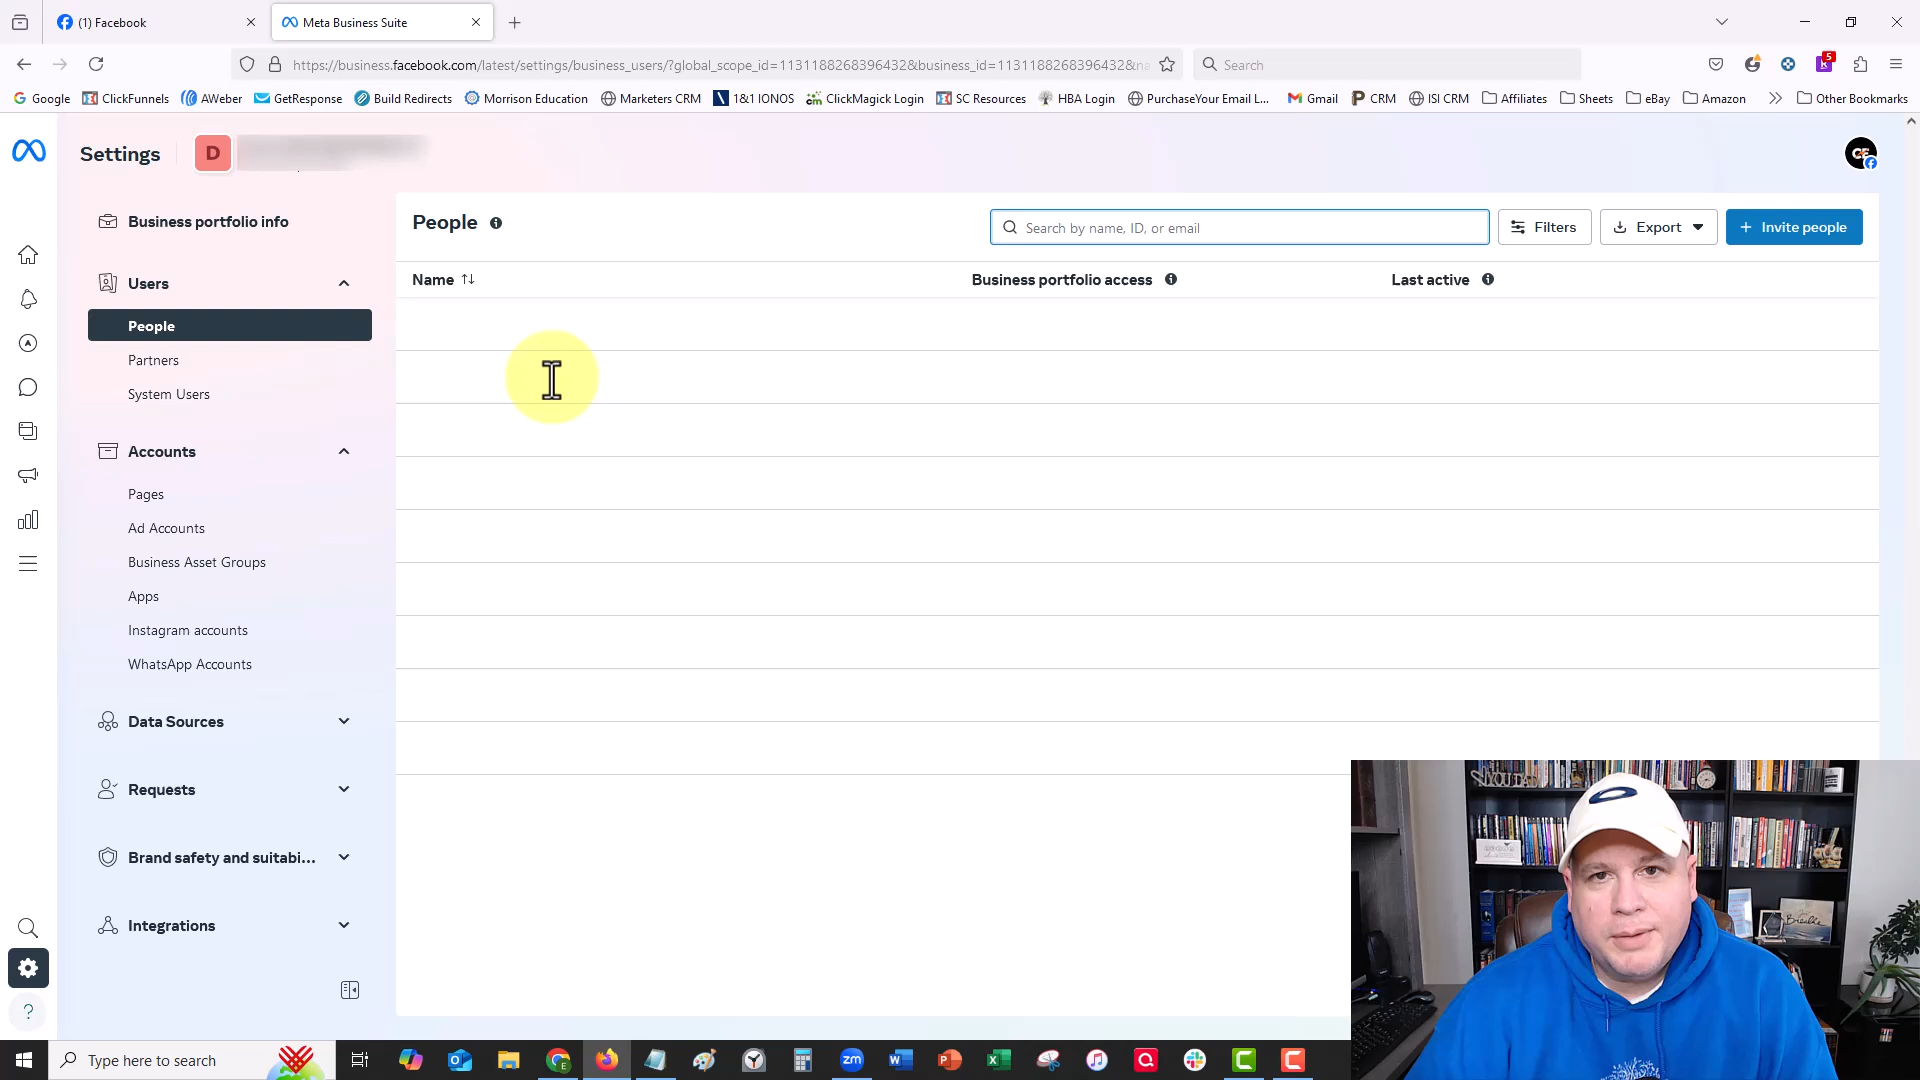 (1) Facebook
Meta Business Suite
https://business.facebook.com/latest/settings/business_users/?global_scope_id=1131188268396432&business_id=1131188268396432&na
Search
5
Google
ClickFunnels
AWeber
GetResponse
Build Redirects
Morrison Education
Marketers CRM
1&1 IONOS
ClickMagick Login
SC Resources
HBA Login
PurchaseYour Email L...
Gmail
CRM
ISI CRM
Affiliates
Sheets
eBay
Amazon
Other Bookmarks
Settings
D
Business portfolio info
Users
People
Partners
System Users
Accounts
Pages
Ad Accounts
Business Asset Groups
Apps
Instagram accounts
WhatsApp Accounts
Data Sources
Requests
Brand safety and suitabi...
Integrations
People
Search by name, ID, or email
Filters
Export
+ Invite people
Name
Business portfolio access
Last active
Breathe
Type here to search
zm